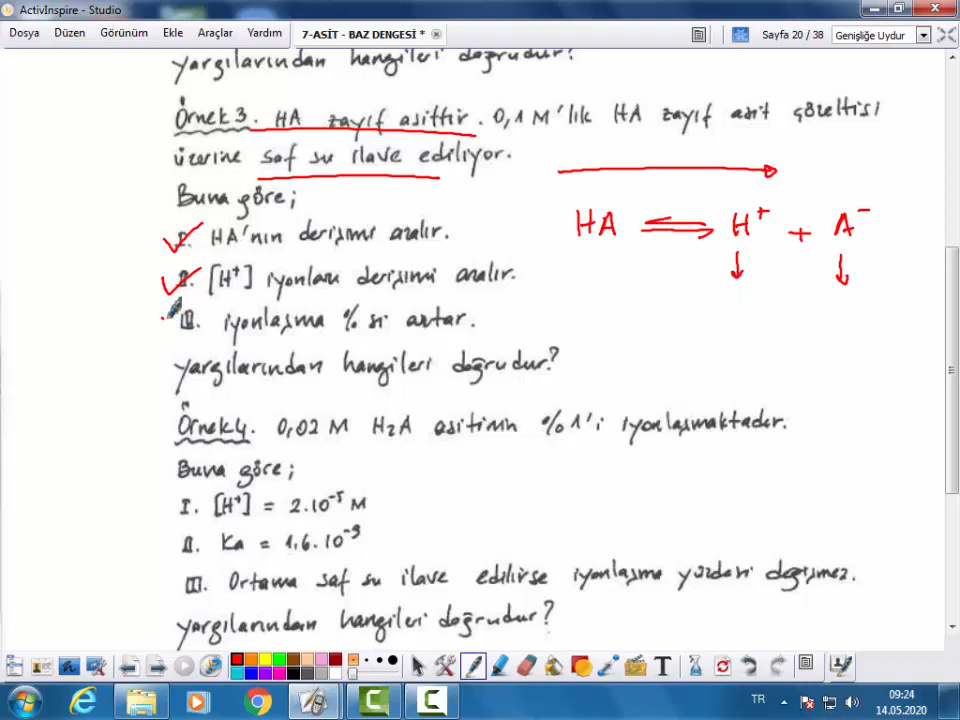 ActivInspire - Studio
Dosya Düzen Görünüm Ekle Araçlar Yardım 7-ASİT - BAZ DENGESİ * Sayfa 20 / 38 Genişliğe Uydur
yargılarından hangileri doğrudur?
Örnek3. HA zayıf asittir. 0,1 M'lık HA zayıf asit çözeltisi
üzerine saf su ilave ediliyor.
Buna göre;
I. HA'nın derişimi azalır.
HA ⇌ H⁺ + A⁻
II. [H⁺] iyonları derişimi azalır.
III. iyonlaşma % si artar.
yargılarından hangileri doğrudur?
Örnek4. 0,02 M H₂A asitinin % 1'i iyonlaşmaktadır.
Buna göre;
I. [H⁺] = 2.10⁻⁵ M
II. Ka = 1,6.10⁻⁹
III. Ortama saf su ilave edilirse iyonlaşma yüzdesi değişmez.
yargılarından hangileri doğrudur?
TR 09:24
14.05.2020